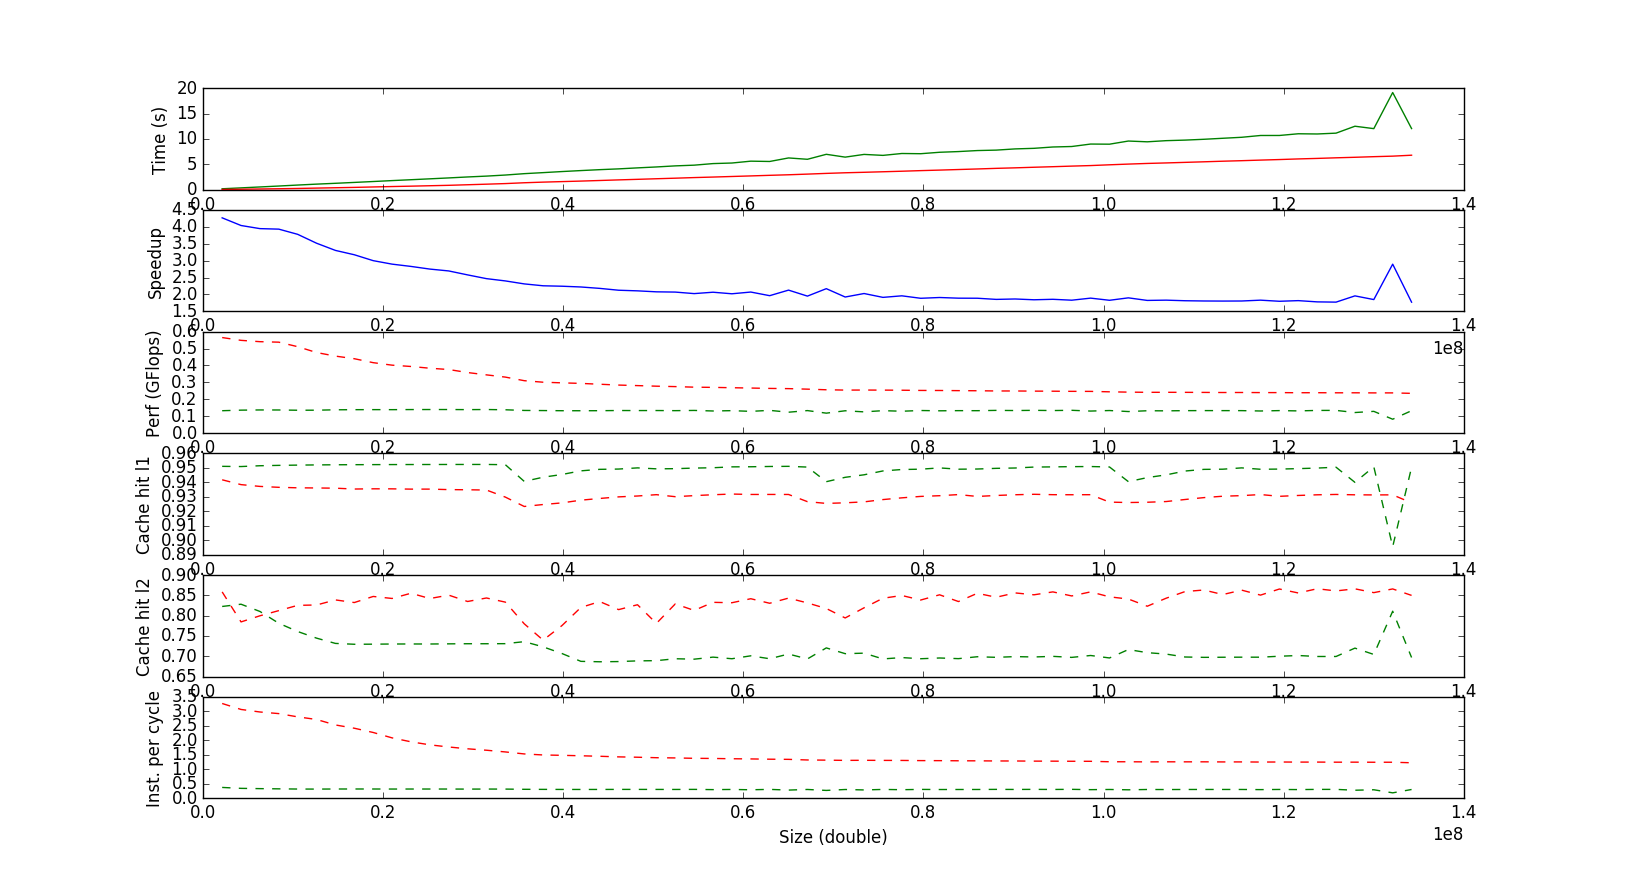 20
15
10
5
0
Time (s)
0.0 0.2 0.4 0.6 0.8 1.0 1.2 1.4
4.5
4.0
3.5
3.0
2.5
2.0
1.5
Speedup
0.0 0.2 0.4 0.6 0.8 1.0 1.2 1.4
1e8
0.6
0.5
0.4
0.3
0.2
0.1
0.0
Perf (GFlops)
0.0 0.2 0.4 0.6 0.8 1.0 1.2 1.4
0.96
0.95
0.94
0.93
0.92
0.91
0.90
0.89
Cache hit l1
0.0 0.2 0.4 0.6 0.8 1.0 1.2 1.4
0.90
0.85
0.80
0.75
0.70
0.65
Cache hit l2
0.0 0.2 0.4 0.6 0.8 1.0 1.2 1.4
3.5
3.0
2.5
2.0
1.5
1.0
0.5
0.0
Inst. per cycle
0.0 0.2 0.4 0.6 0.8 1.0 1.2 1.4
Size (double)
1e8